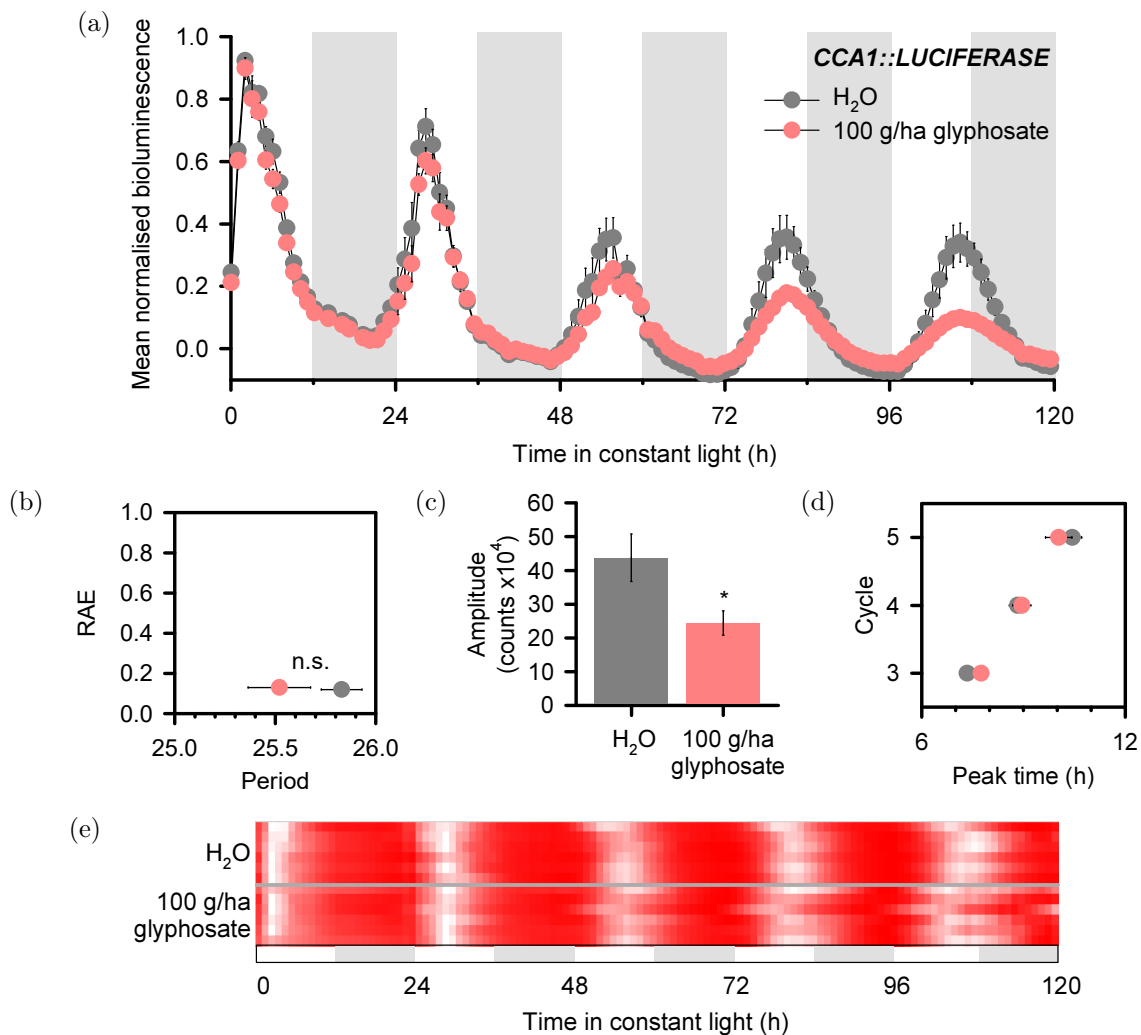 (a)
Mean normalised bioluminescence
1.0
0.8
0.6
0.4
0.2
0.0
CCA1::LUCIFERASE
H₂O
100 g/ha glyphosate
0 24 48 72 96 120
Time in constant light (h)
(b)
RAE
1.0
0.8
0.6
0.4
0.2
0.0
n.s.
25.0 25.5 26.0
Period
(c)
Amplitude
(counts x10⁴)
60
50
40
30
20
10
0
*
H₂O
100 g/ha
glyphosate
(d)
Cycle
5
4
3
6 12
Peak time (h)
(e)
H₂O
100 g/ha
glyphosate
0 24 48 72 96 120
Time in constant light (h)